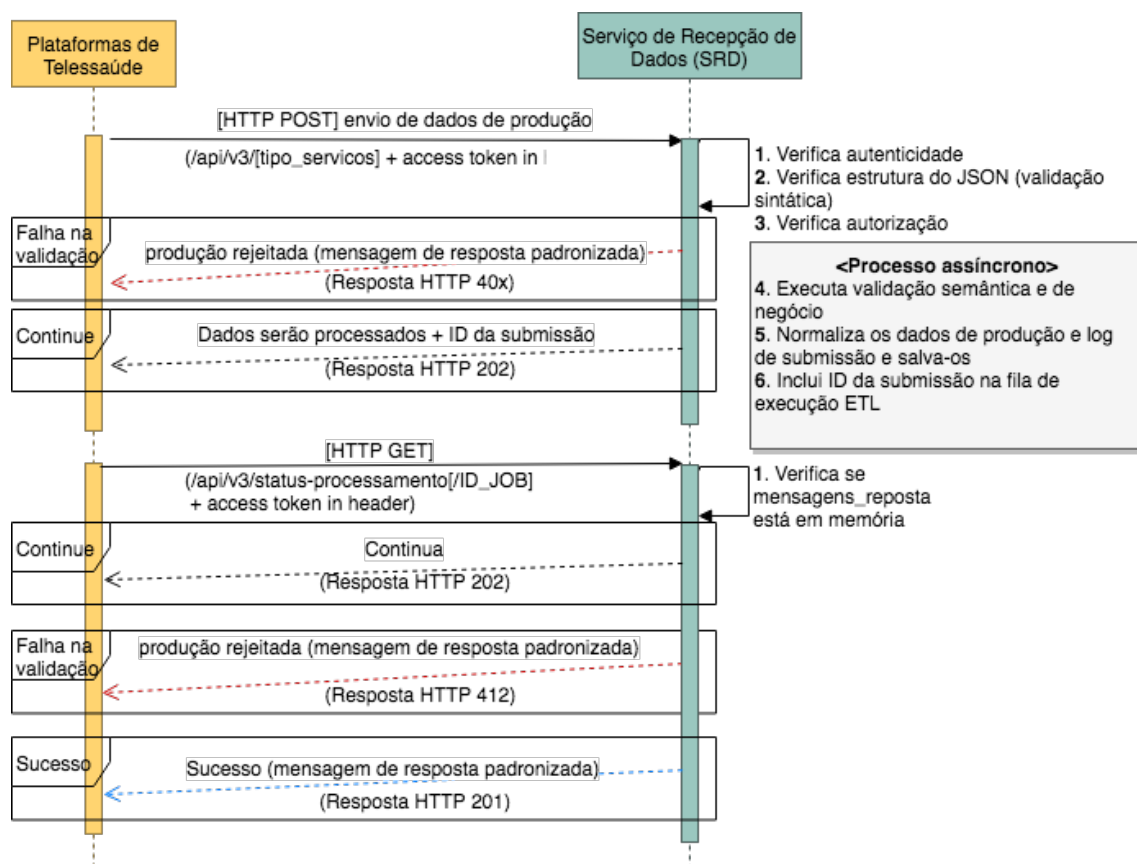 Plataformas de
Telessaúde
Serviço de Recepção de
Dados (SRD)
[HTTP POST] envio de dados de produção
(/api/v3/[tipo_servicos] + access token in
1. Verifica autenticidade
2. Verifica estrutura do JSON (validação
sintática)
3. Verifica autorização
Falha na
validação
produção rejeitada (mensagem de resposta padronizada)
(Resposta HTTP 40x)
<Processo assíncrono>
4. Executa validação semântica e de
negócio
5. Normaliza os dados de produção e log
de submissão e salva-os
6. Inclui ID da submissão na fila de
execução ETL
Continue
Dados serão processados + ID da submissão
(Resposta HTTP 202)
[HTTP GET]
(/api/v3/status-processamento[/ID_JOB]
+ access token in header)
1. Verifica se
mensagens_reposta
está em memória
Continue
Continua
(Resposta HTTP 202)
Falha na
validação
produção rejeitada (mensagem de resposta padronizada)
(Resposta HTTP 412)
Sucesso
Sucesso (mensagem de resposta padronizada)
(Resposta HTTP 201)